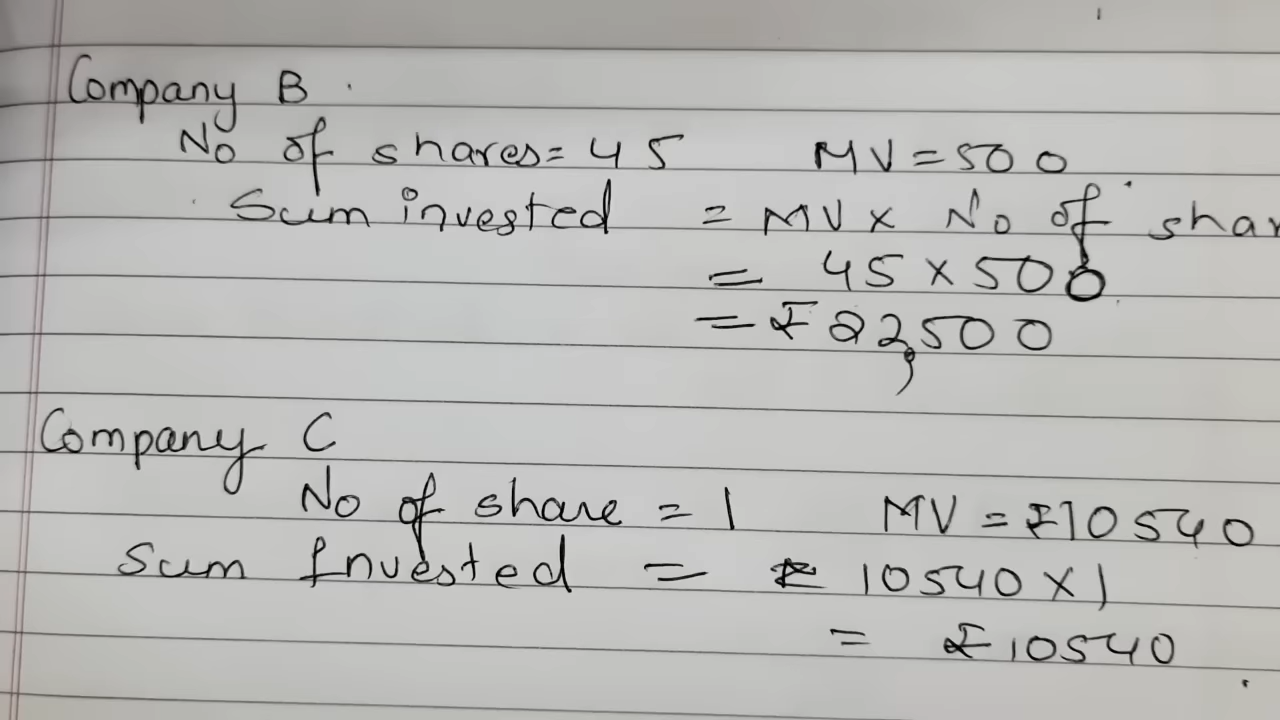 Company B.
No of shares = 45 MV = 500
Sum invested = MV x No of shar
= 45 x 500
= ₹ 22,500
Company C
No of share = 1 MV = ₹10540
Sum Invested = ₹ 10540 x 1
= ₹10540